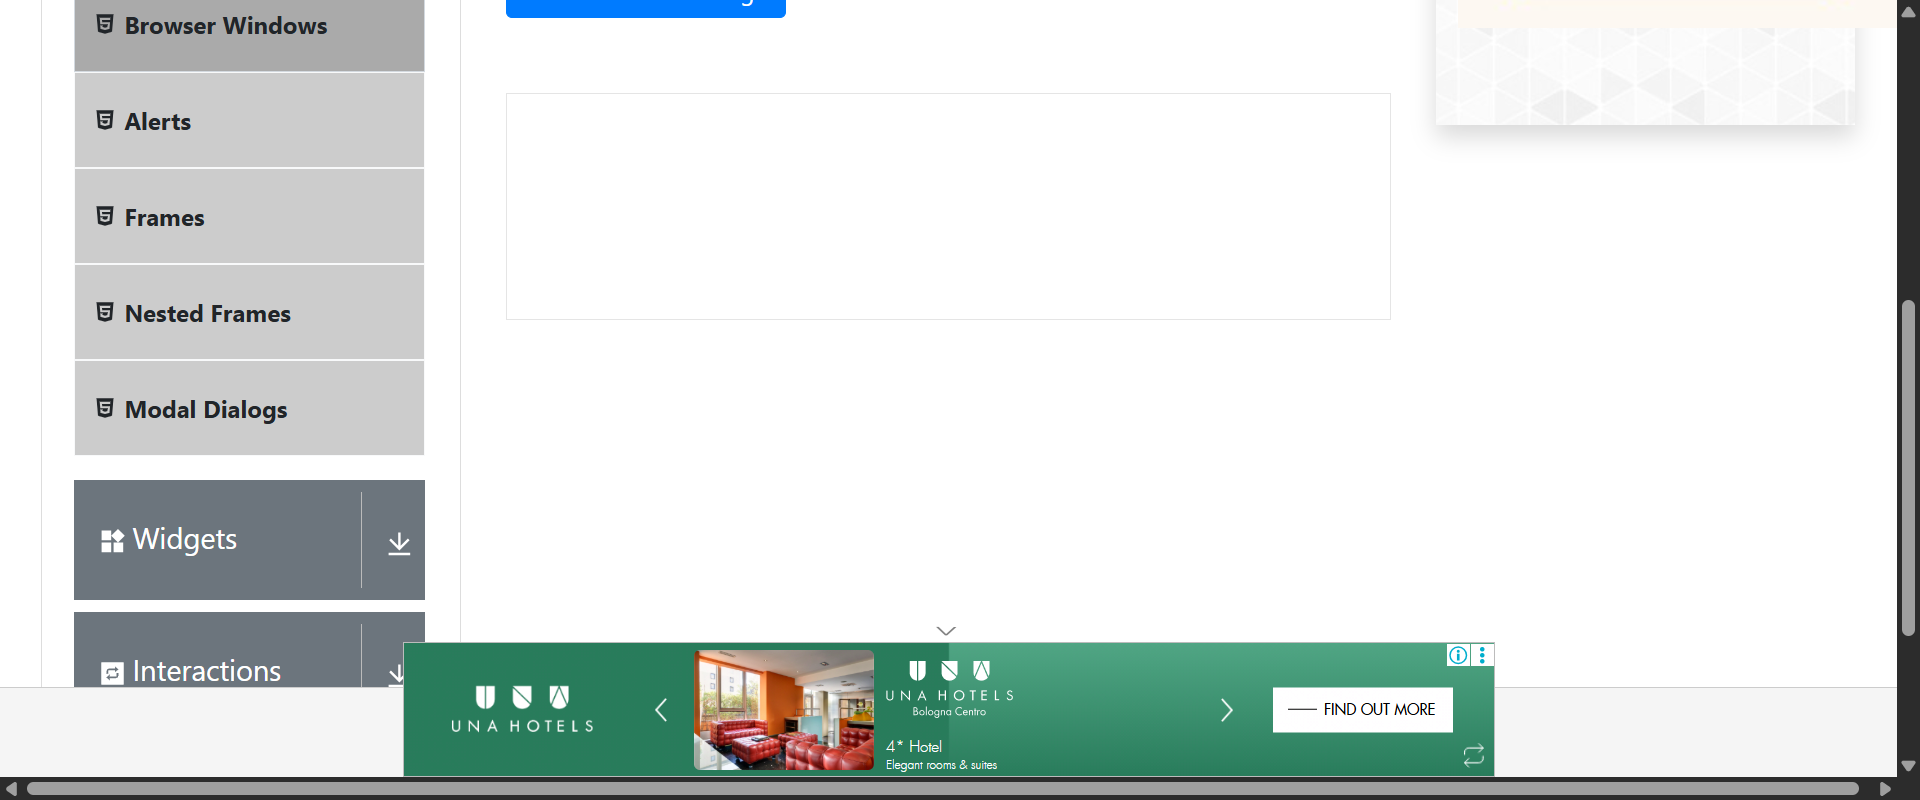 Browser Windows
Alerts
Frames
Nested Frames
Modal Dialogs
Widgets
Interactions
UNA HOTELS
UNA HOTELS
Bologna Centro
4* Hotel
Elegant rooms & suites
FIND OUT MORE